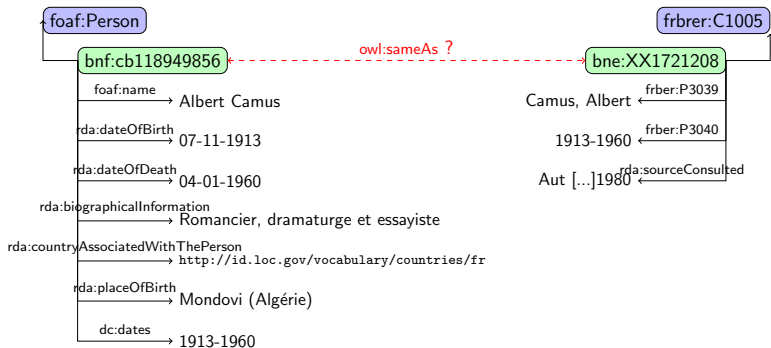 foaf:Person frbrer:C1005
owl:sameAs ?
bnf:cb118949856 bne:XX1721208
foaf:name Albert Camus Camus, Albert frber:P3039
rda:dateOfBirth 07-11-1913 1913-1960 frber:P3040
rda:dateOfDeath 04-01-1960 Aut [...]1980 rda:sourceConsulted
rda:biographicalInformation Romancier, dramaturge et essayiste
rda:countryAssociatedWithThePerson http://id.loc.gov/vocabulary/countries/fr
rda:placeOfBirth Mondovi (Algérie)
dc:dates 1913-1960